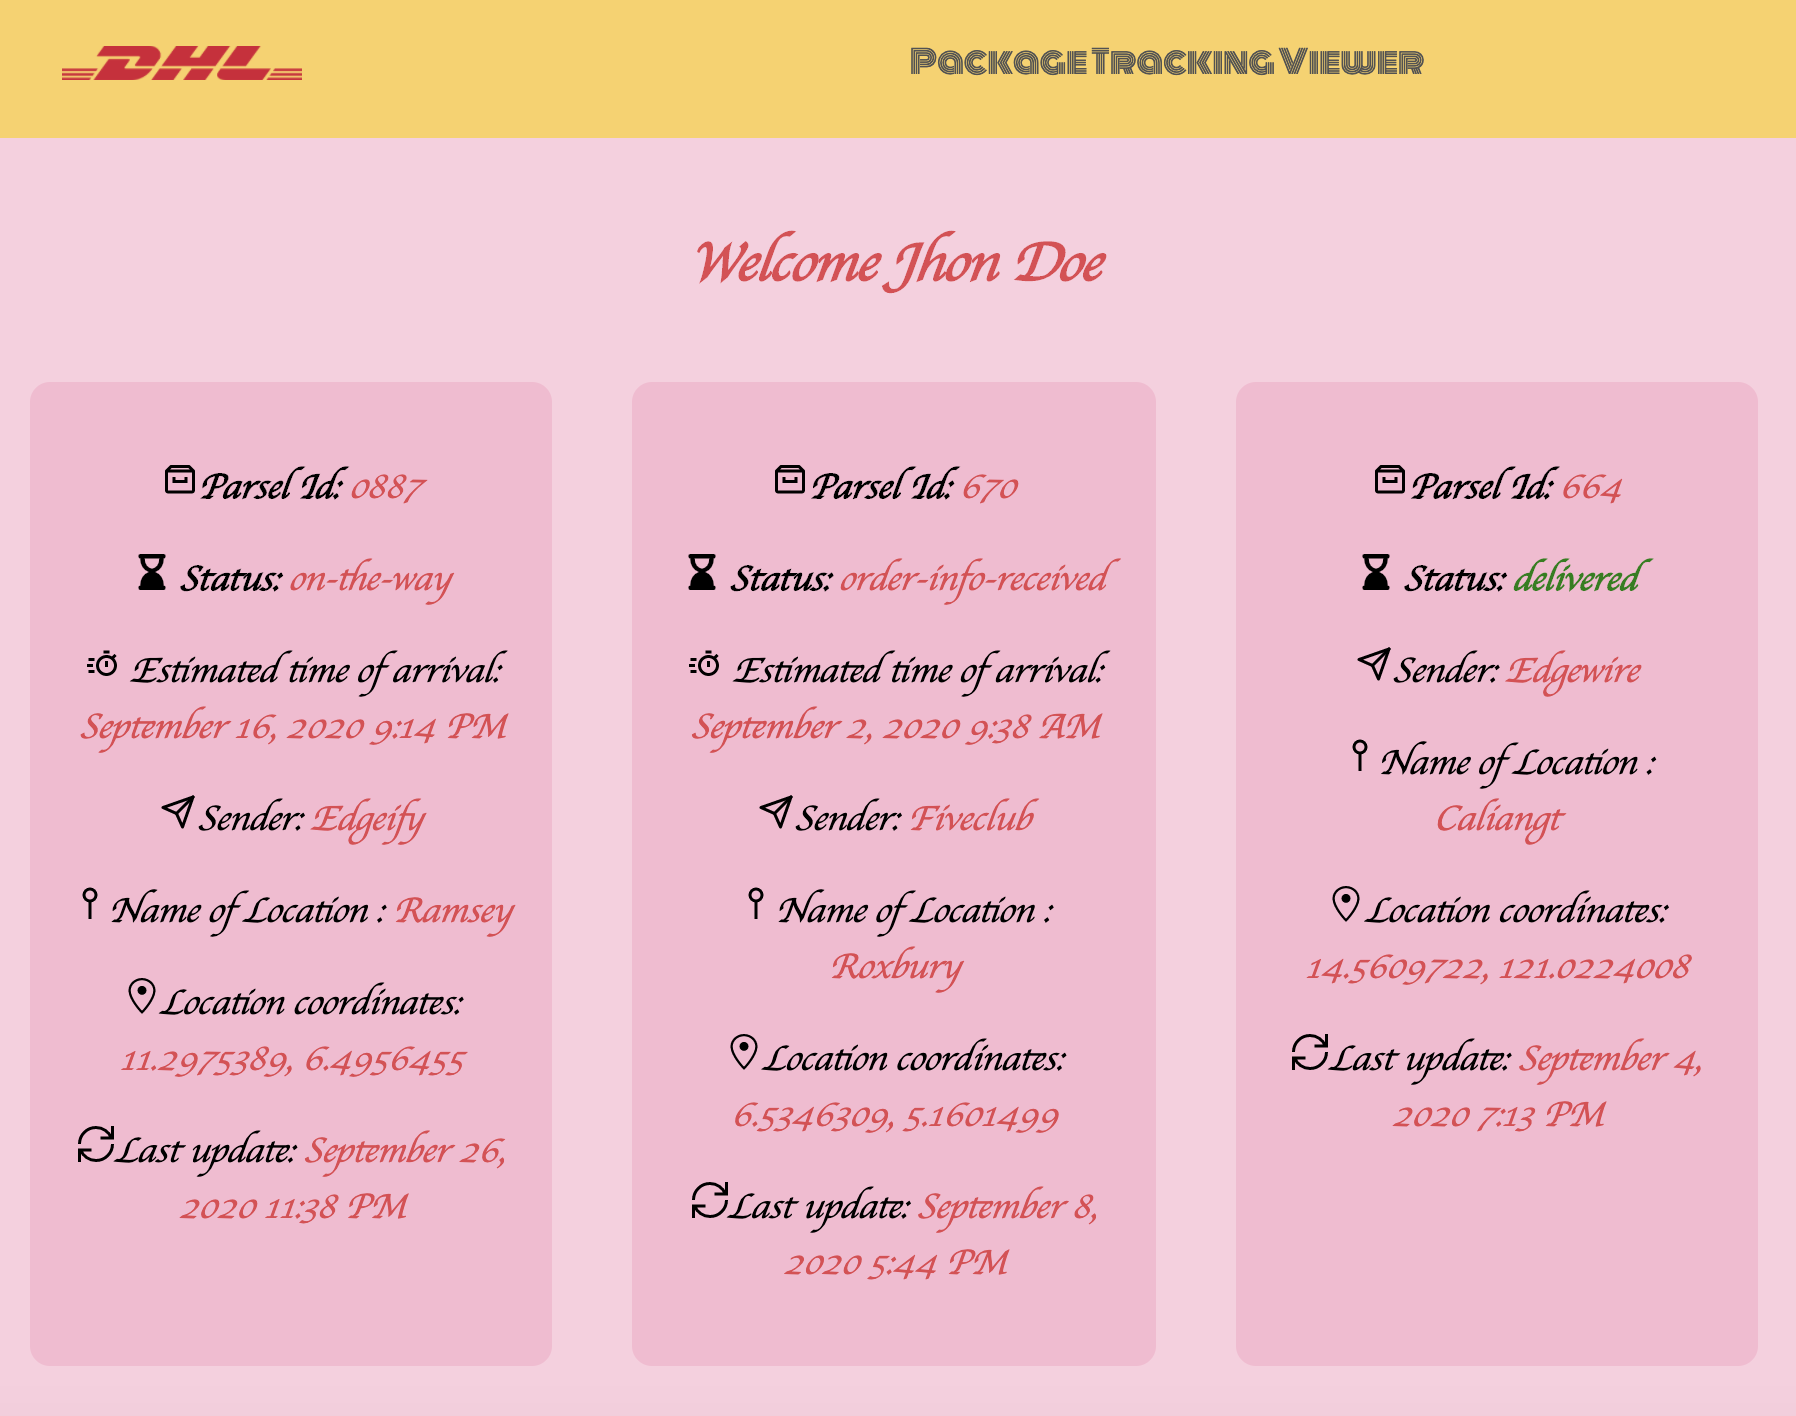 DHL
Package Tracking Viewer
Welcome Jhon Doe
Parsel Id: 0887
Status: on-the-way
Estimated time of arrival:
September 16, 2020 9:14 PM
Sender: Edgeify
Name of Location : Ramsey
Location coordinates:
11.2975389, 6.4956455
Last update: September 26,
2020 11:38 PM
Parsel Id: 670
Status: order-info-received
Estimated time of arrival:
September 2, 2020 9:38 AM
Sender: Fiveclub
Name of Location :
Roxbury
Location coordinates:
6.5346309, 5.1601499
Last update: September 8,
2020 5:44 PM
Parsel Id: 664
Status: delivered
Sender: Edgewire
Name of Location :
Caliangt
Location coordinates:
14.5609722, 121.0224008
Last update: September 4,
2020 7:13 PM